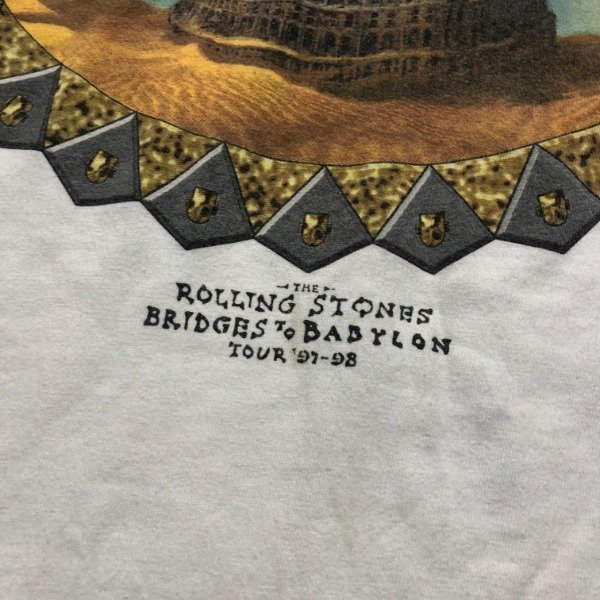 THE
ROLLING STONES
BRIDGES TO BABYLON
TOUR '97-98